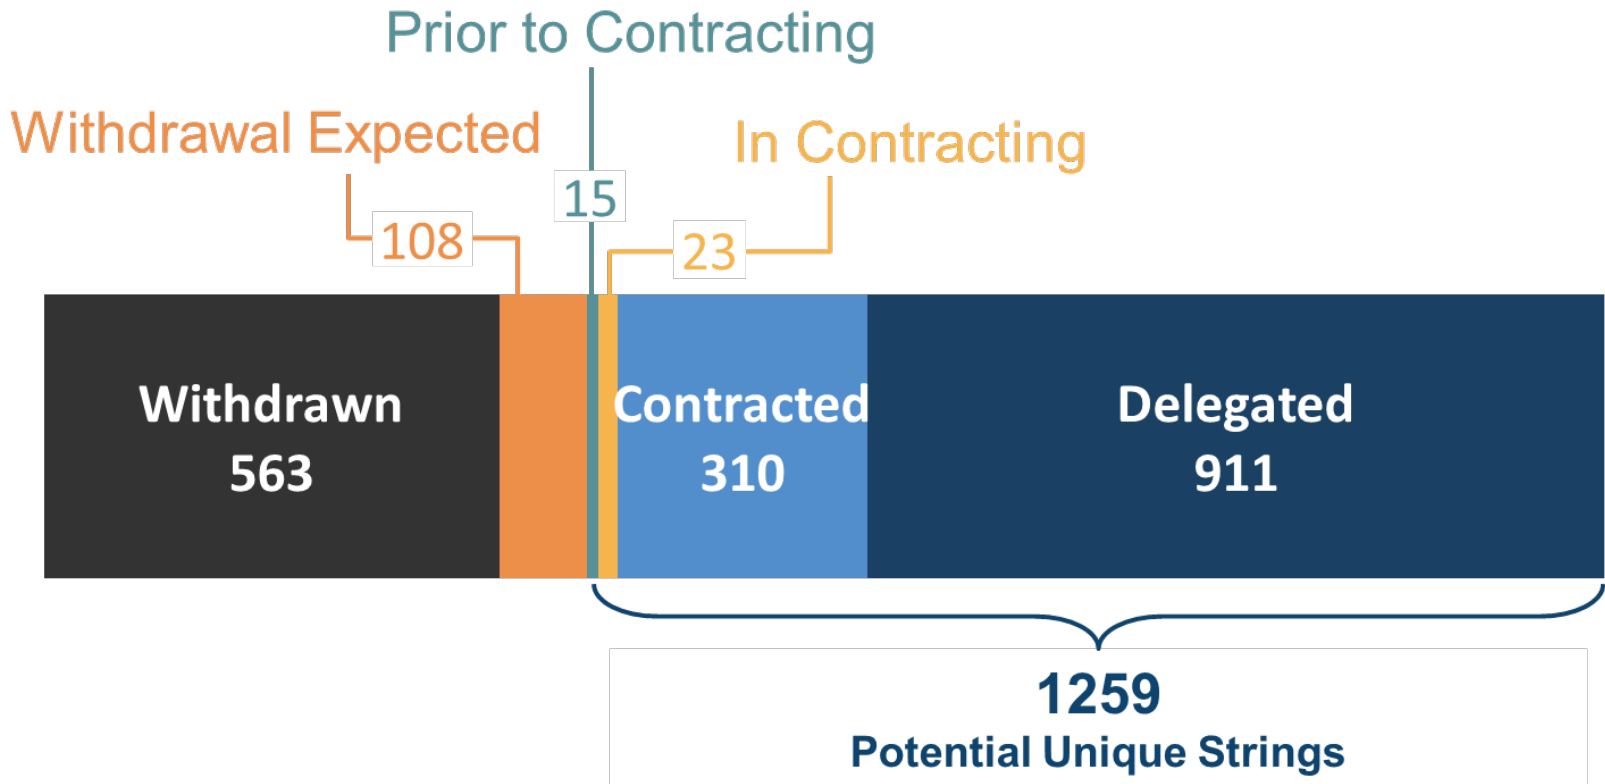 Prior to Contracting
Withdrawal Expected
In Contracting
15
108
23
Withdrawn
563
Contracted
310
Delegated
911
1259
Potential Unique Strings